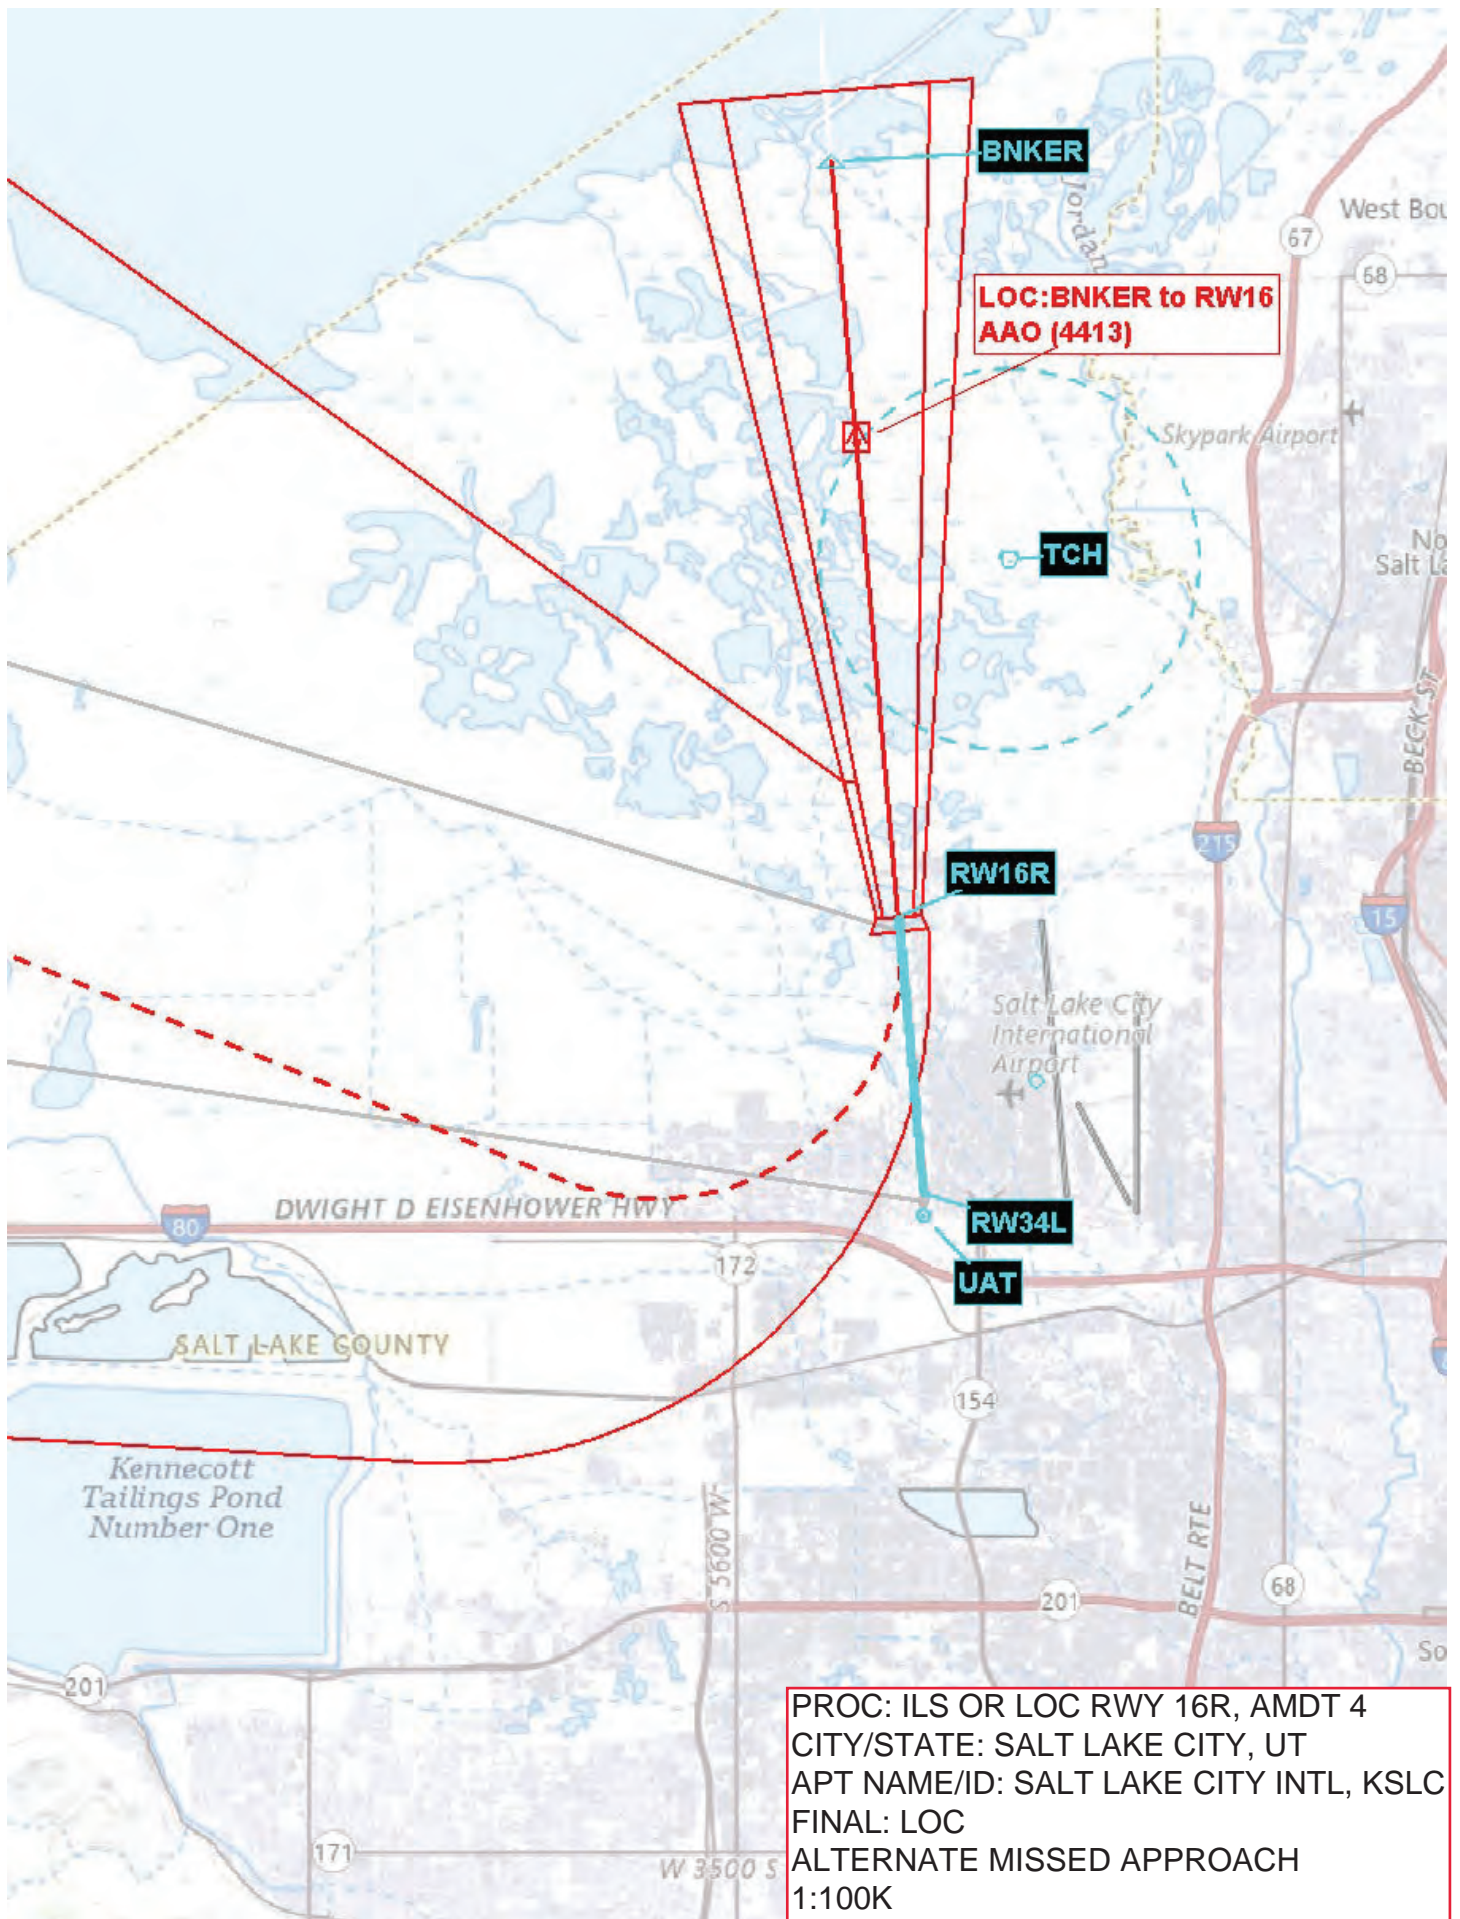 BNKER
Jordan
West Bou
67
68
LOC:BNKER to RW16
AAO (4413)
Skypark Airport
TCH
No
Salt La
BECK ST
215
RW16R
15
Salt Lake City
International
Airport
DWIGHT D EISENHOWER HWY
80
RW34L
172
UAT
SALT LAKE COUNTY
154
Kennecott
Tailings Pond
Number One
S 5600 W
BELT RTE
68
201
So
201
PROC: ILS OR LOC RWY 16R, AMDT 4
CITY/STATE: SALT LAKE CITY, UT
APT NAME/ID: SALT LAKE CITY INTL, KSLC
FINAL: LOC
ALTERNATE MISSED APPROACH
1:100K
171
W 3500 S